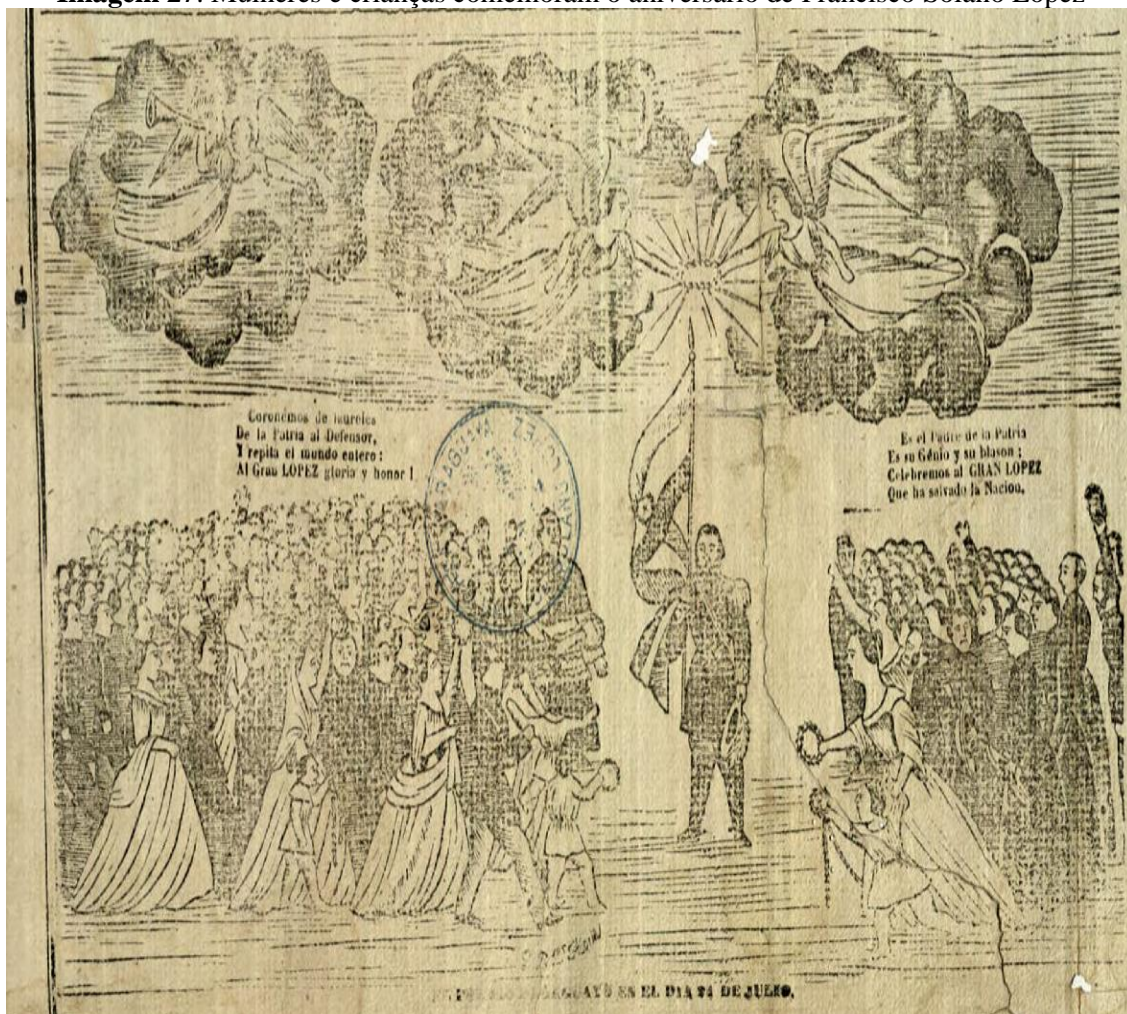 Imagem 27: Mulheres e crianças comemoram o aniversário de Francisco Solano López
- 8 -
Coronemos de laureles
De la Patria al Defensor,
Y repita el mundo entero:
Al Gran LOPEZ gloria y honor!
Es el Padre de la Patria
Es su Génio y su blason;
Celebremos al GRAN LOPEZ
Que ha salvado la Nacion.
EN EL DIA 24 DE JULIO.